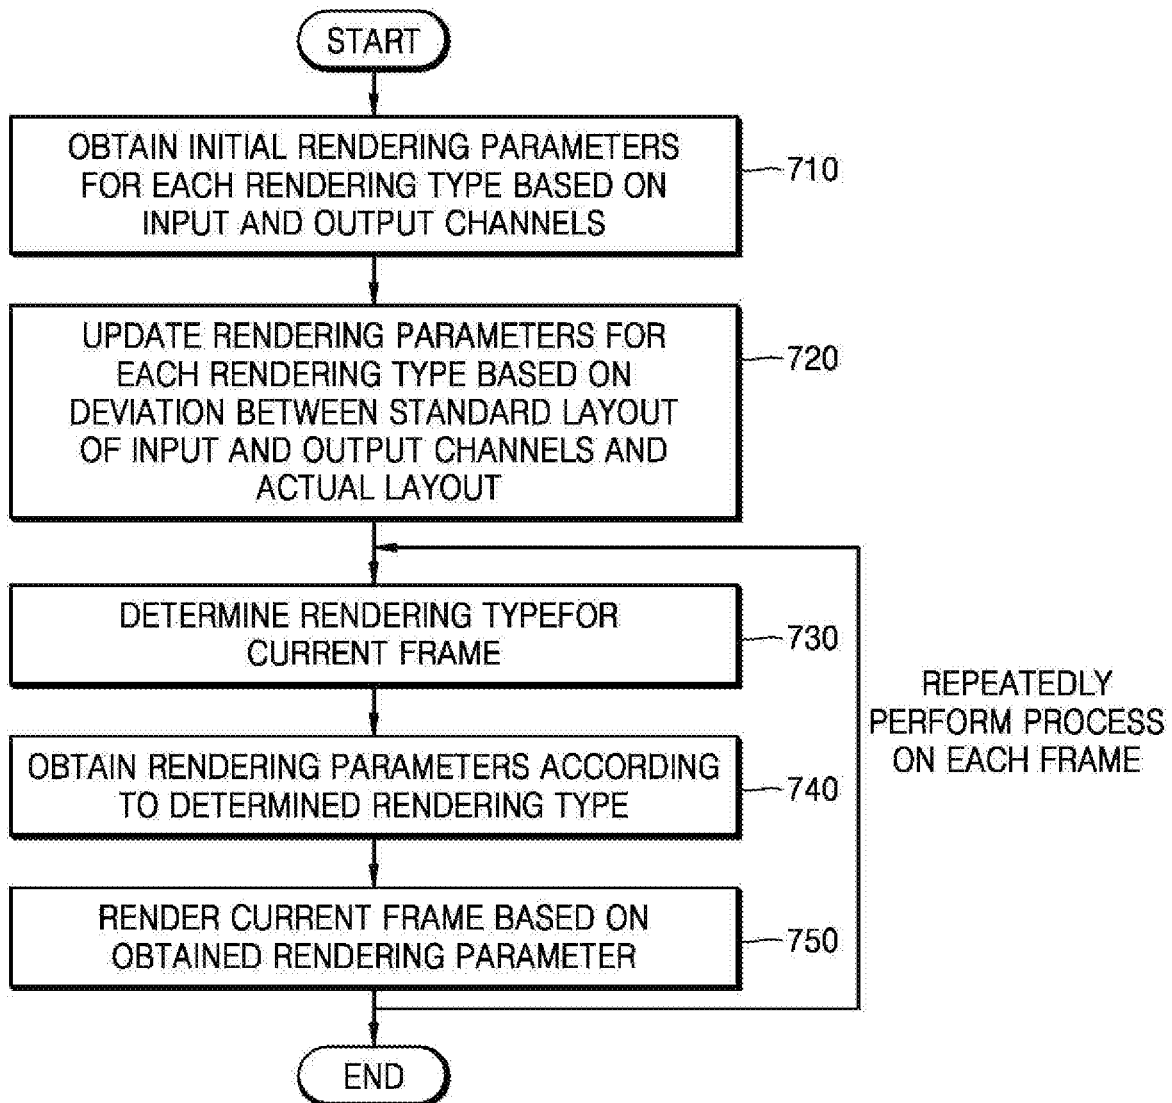 START
OBTAIN INITIAL RENDERING PARAMETERS
FOR EACH RENDERING TYPE BASED ON
INPUT AND OUTPUT CHANNELS
710
UPDATE RENDERING PARAMETERS FOR
EACH RENDERING TYPE BASED ON
DEVIATION BETWEEN STANDARD LAYOUT
OF INPUT AND OUTPUT CHANNELS AND
ACTUAL LAYOUT
720
DETERMINE RENDERING TYPEFOR
CURRENT FRAME
730
OBTAIN RENDERING PARAMETERS ACCORDING
TO DETERMINED RENDERING TYPE
740
RENDER CURRENT FRAME BASED ON
OBTAINED RENDERING PARAMETER
750
REPEATEDLY
PERFORM PROCESS
ON EACH FRAME
END